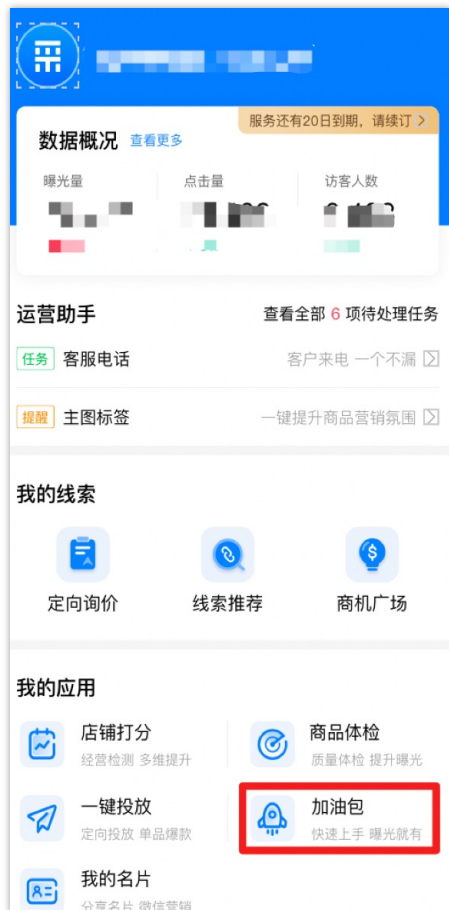 服务还有20日到期，请续订 >
数据概况 查看更多
曝光量 点击量 访客人数
运营助手 查看全部 6 项待处理任务
任务 客服电话 客户来电 一个不漏
提醒 主图标签 一键提升商品营销氛围
我的线索
定向询价 线索推荐 商机广场
我的应用
店铺打分 商品体检
经营检测 多维提升 质量体检 提升曝光
一键投放 加油包
定向投放 单品爆款 快速上手 曝光就有
我的名片
分享名片 微信营销